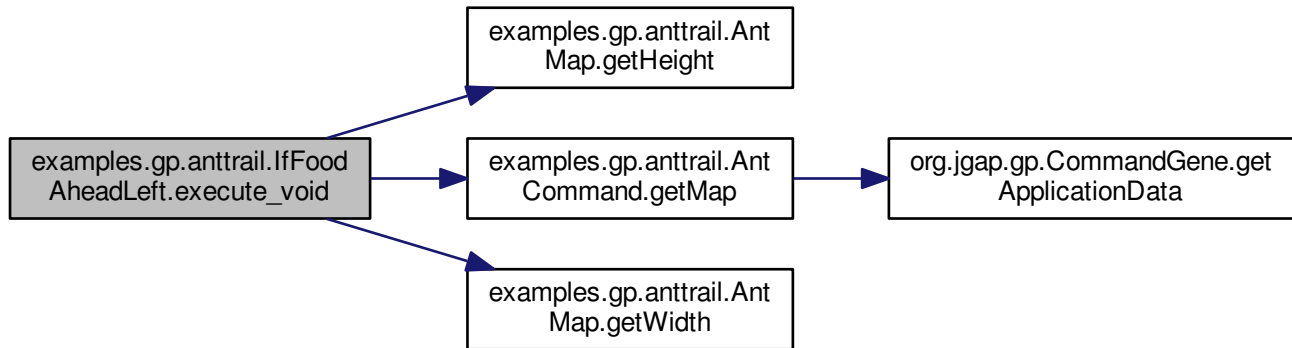 examples.gp.anttrail.IfFood
AheadLeft.execute_void
examples.gp.anttrail.Ant
Map.getHeight
examples.gp.anttrail.Ant
Command.getMap
examples.gp.anttrail.Ant
Map.getWidth
org.jgap.gp.CommandGene.get
ApplicationData